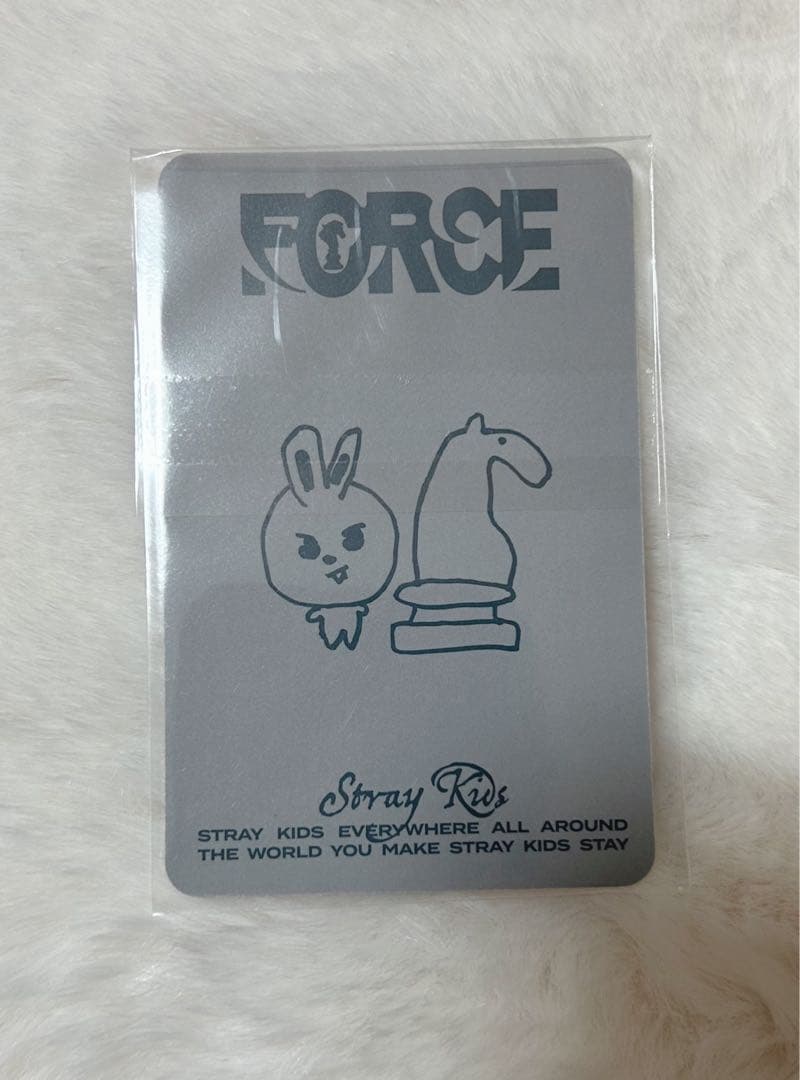 FORCE
Stray Kids
STRAY KIDS EVERYWHERE ALL AROUND
THE WORLD YOU MAKE STRAY KIDS STAY